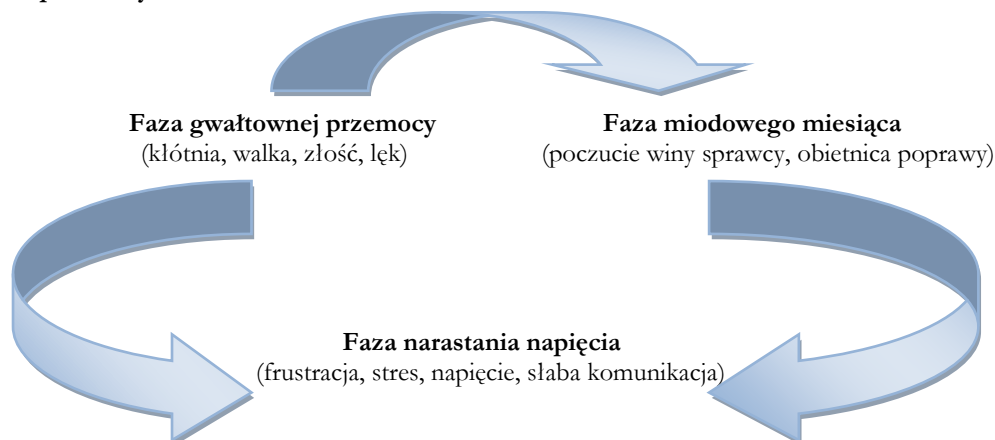 Faza gwałtownej przemocy
(kłótnia, walka, złość, lęk)
Faza miodowego miesiąca
(poczucie winy sprawcy, obietnica poprawy)
Faza narastania napięcia
(frustracja, stres, napięcie, słaba komunikacja)